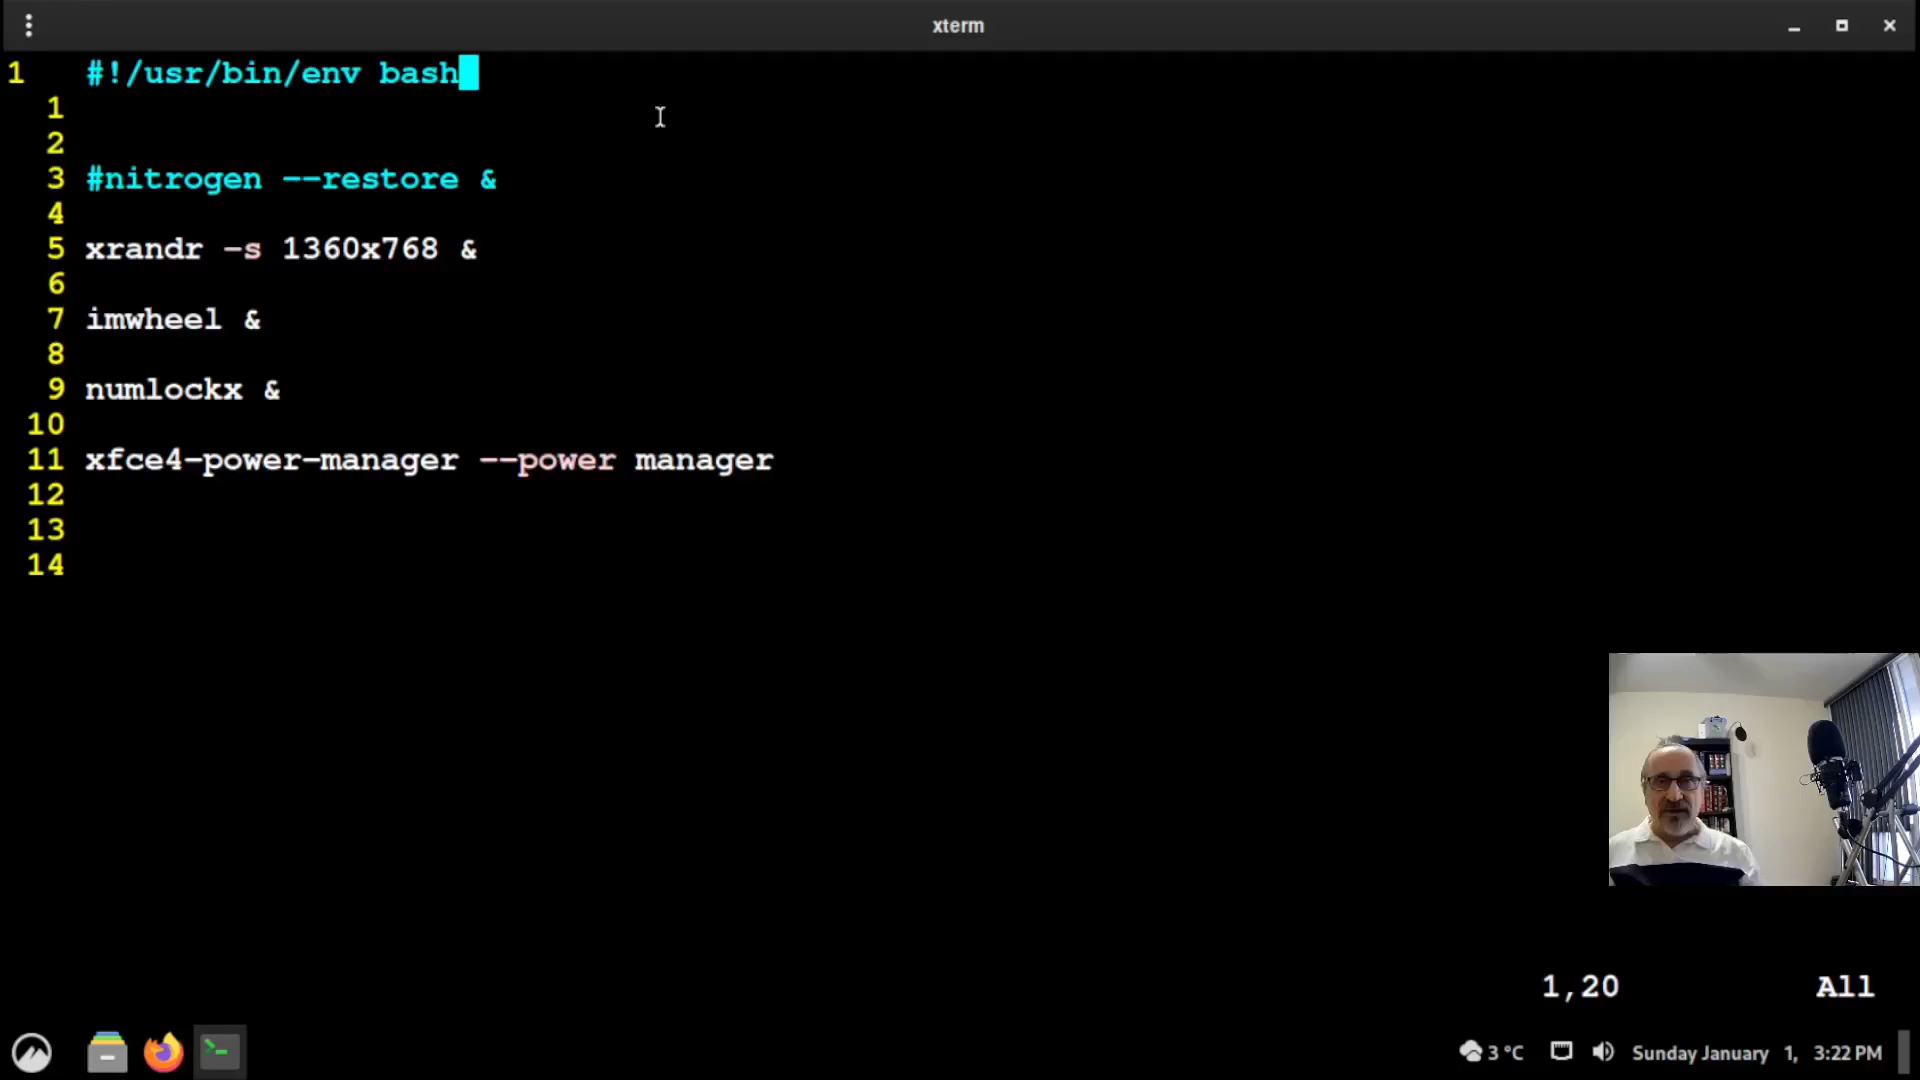 xterm
1 #!/usr/bin/env bash
1
2
3 #nitrogen --restore &
4
5 xrandr -s 1360x768 &
6
7 imwheel &
8
9 numlockx &
10
11 xfce4-power-manager --power manager
12
13
14
1,20 All
3 °C Sunday January 1, 3:22 PM